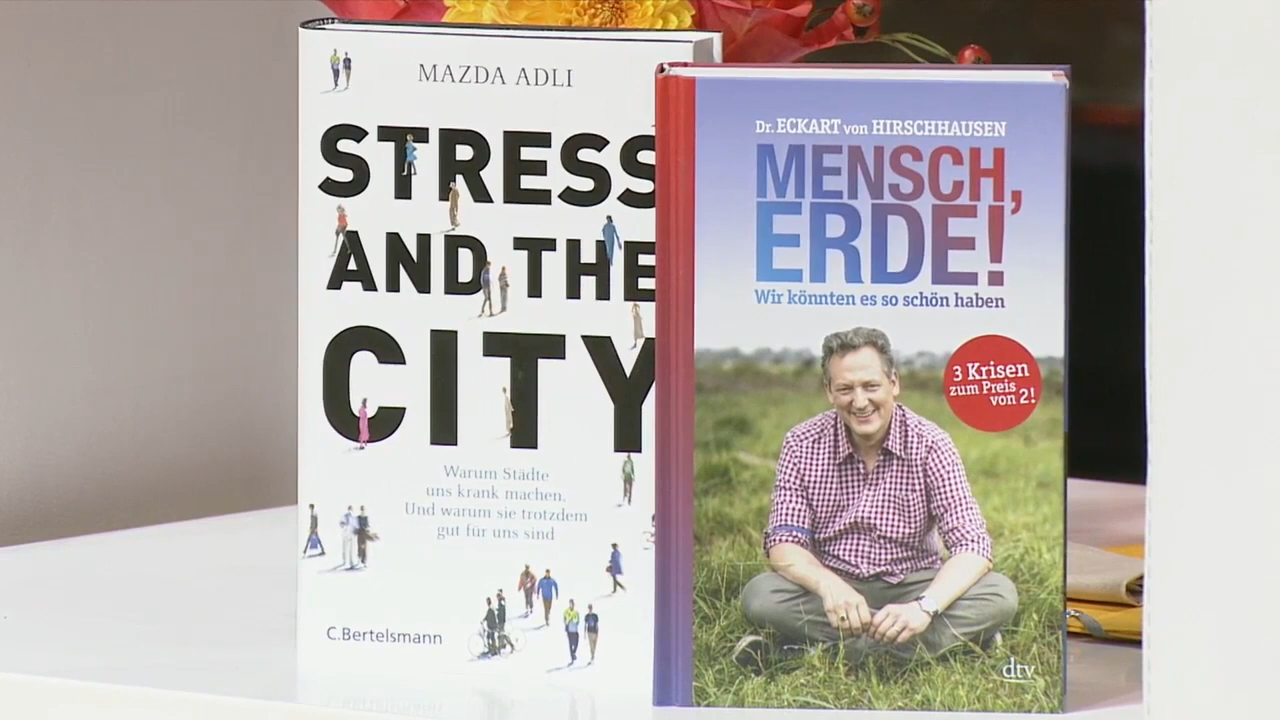 MAZDA ADLI
STRESS
AND THE
CITY
Warum Städte
uns krank machen.
Und warum sie trotzdem
gut für uns sind
C.Bertelsmann
Dr. ECKART von HIRSCHHAUSEN
MENSCH,
ERDE!
Wir könnten es so schön haben
3 Krisen
zum Preis
von 2!
dtv